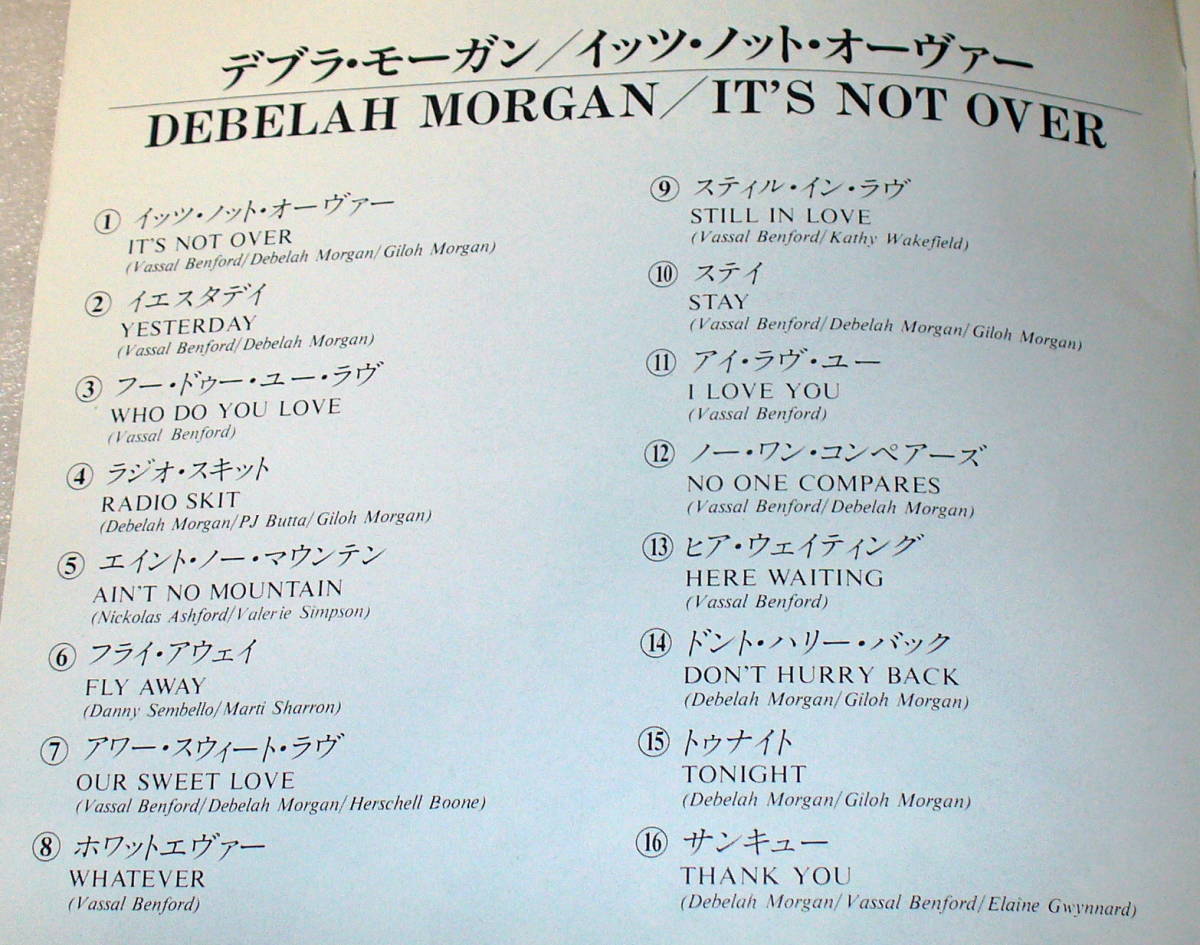 デブラ・モーガン／イッツ・ノット・オーヴァー
DEBELAH MORGAN／IT'S NOT OVER
① イッツ・ノット・オーヴァー
IT'S NOT OVER
(Vassal Benford/Debelah Morgan/Giloh Morgan)
② イエスタデイ
YESTERDAY
(Vassal Benford/Debelah Morgan)
③ フー・ドゥー・ユー・ラヴ
WHO DO YOU LOVE
(Vassal Benford)
④ ラジオ・スキット
RADIO SKIT
(Debelah Morgan/PJ Butta/Giloh Morgan)
⑤ エイント・ノー・マウンテン
AIN'T NO MOUNTAIN
(Nickolas Ashford/Valerie Simpson)
⑥ フライ・アウェイ
FLY AWAY
(Danny Sembello/Marti Sharron)
⑦ アワー・スウィート・ラヴ
OUR SWEET LOVE
(Vassal Benford/Debelah Morgan/Herschell Boone)
⑧ ホワットエヴァー
WHATEVER
(Vassal Benford)
⑨ スティル・イン・ラヴ
STILL IN LOVE
(Vassal Benford/Kathy Wakefield)
⑩ ステイ
STAY
(Vassal Benford/Debelah Morgan/Giloh Morgan)
⑪ アイ・ラヴ・ユー
I LOVE YOU
(Vassal Benford)
⑫ ノー・ワン・コンペアーズ
NO ONE COMPARES
(Vassal Benford/Debelah Morgan)
⑬ ヒア・ウェイティング
HERE WAITING
(Vassal Benford)
⑭ ドント・ハリー・バック
DON'T HURRY BACK
(Debelah Morgan/Giloh Morgan)
⑮ トゥナイト
TONIGHT
(Debelah Morgan/Giloh Morgan)
⑯ サンキュー
THANK YOU
(Debelah Morgan/Vassal Benford/Elaine Gwynnard)